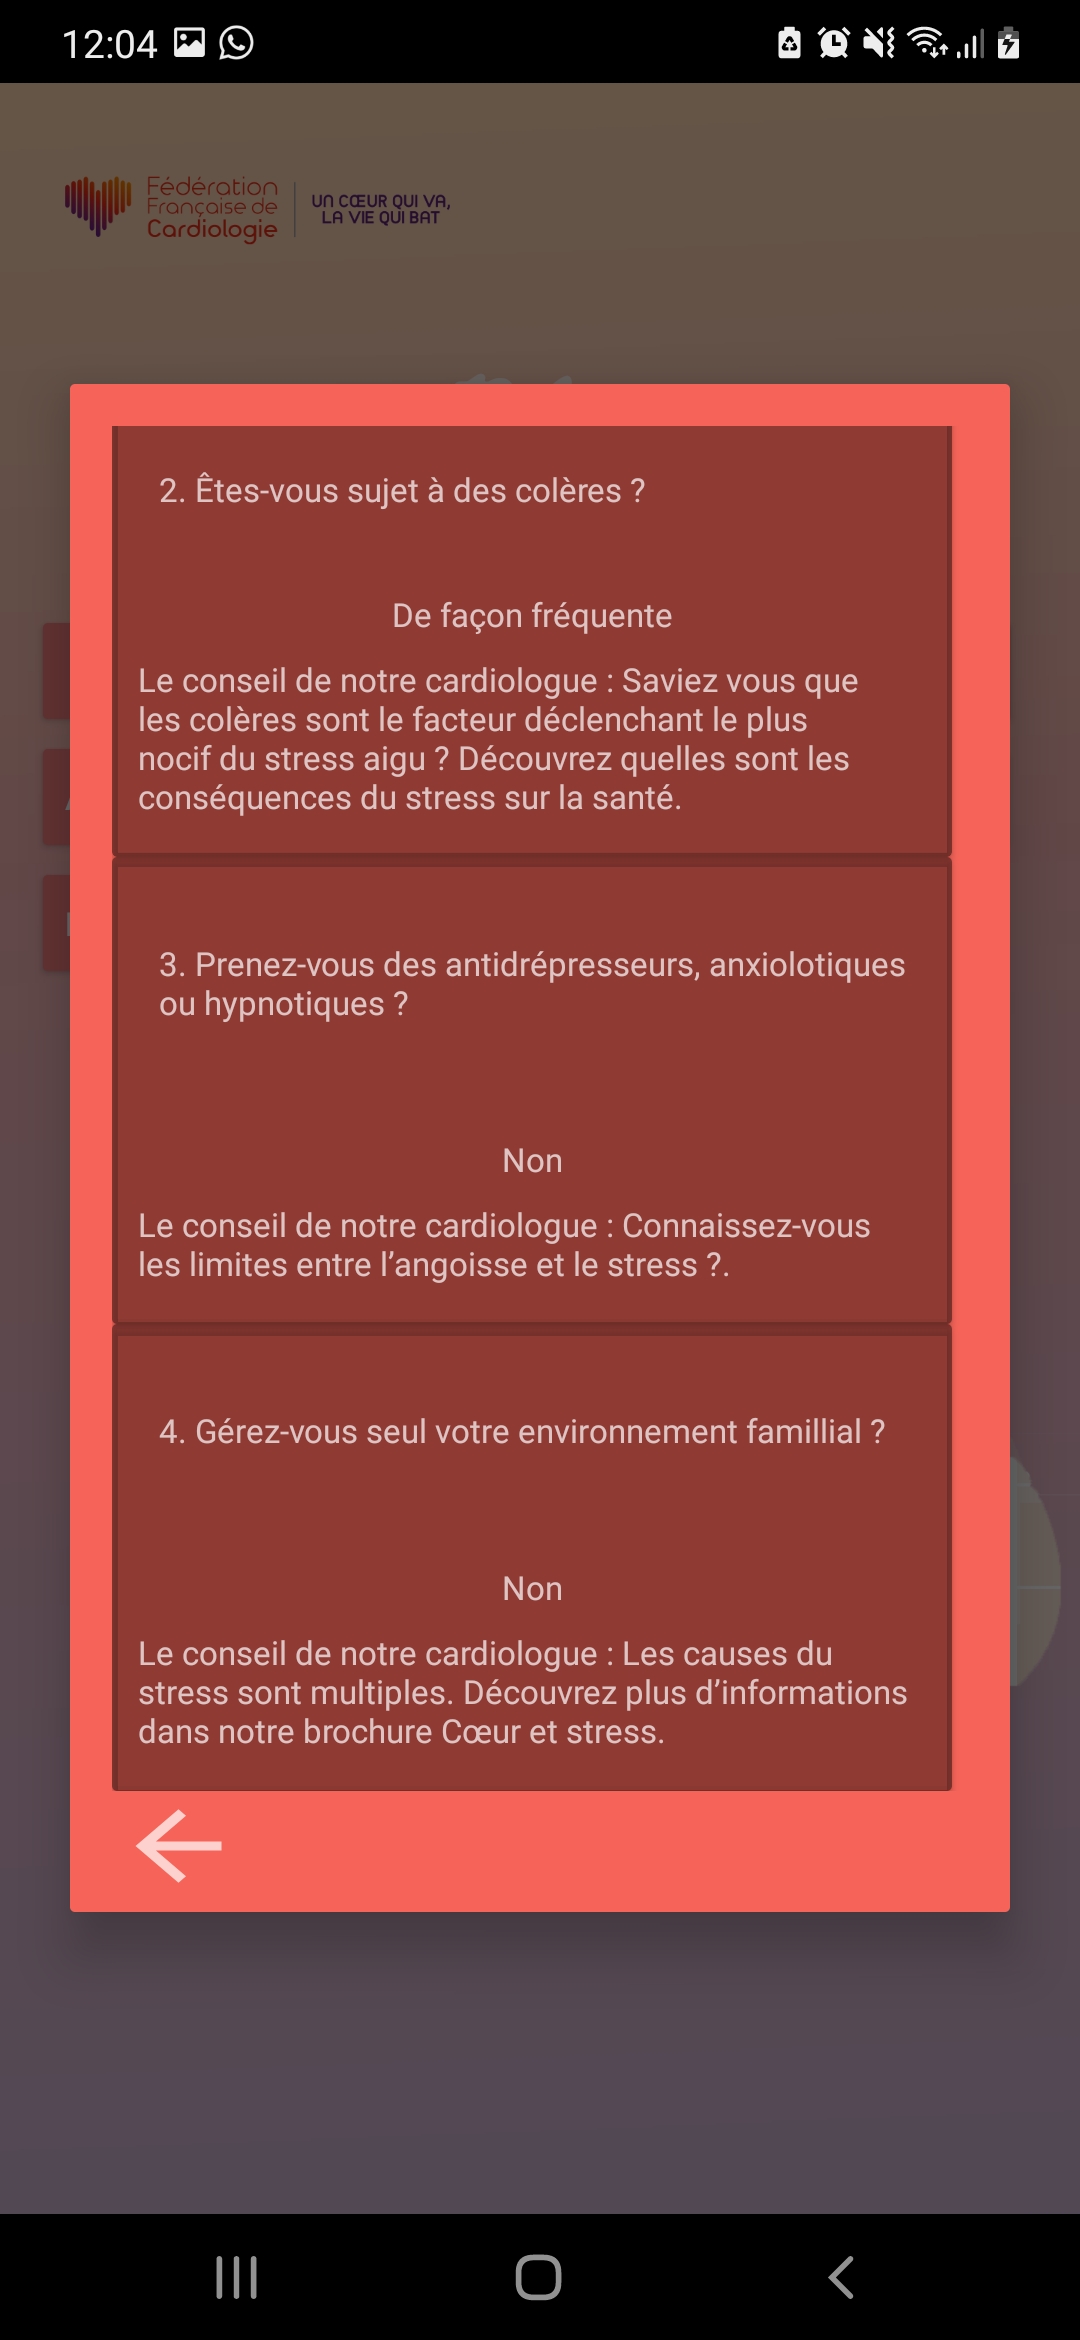 12:04
Fédération
Française de
Cardiologie
UN CŒUR QUI VA,
LA VIE QUI BAT
2. Êtes-vous sujet à des colères ?
De façon fréquente
Le conseil de notre cardiologue : Saviez vous que
les colères sont le facteur déclenchant le plus
nocif du stress aigu ? Découvrez quelles sont les
conséquences du stress sur la santé.
3. Prenez-vous des antidrépresseurs, anxiolotiques
ou hypnotiques ?
Non
Le conseil de notre cardiologue : Connaissez-vous
les limites entre l’angoisse et le stress ?.
4. Gérez-vous seul votre environnement famillial ?
Non
Le conseil de notre cardiologue : Les causes du
stress sont multiples. Découvrez plus d’informations
dans notre brochure Cœur et stress.